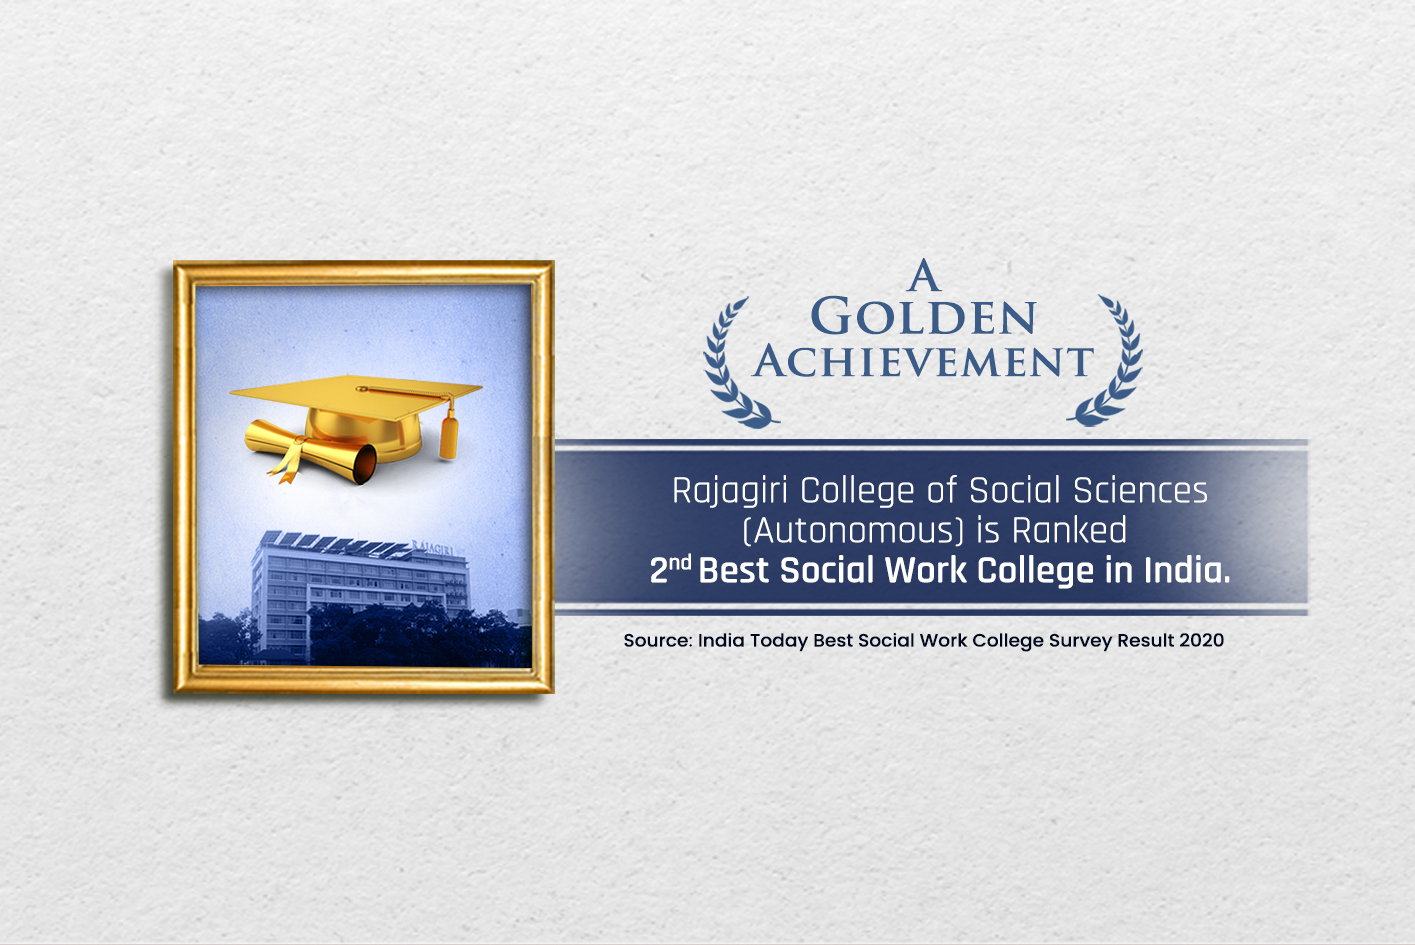 A
GOLDEN
ACHIEVEMENT
RAJAGIRI
Rajagiri College of Social Sciences
(Autonomous) is Ranked
2nd Best Social Work College in India.
Source: India Today Best Social Work College Survey Result 2020